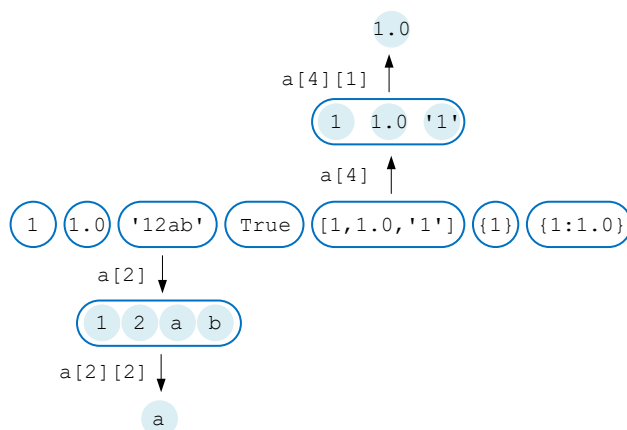 1.0
a[4][1]
1 1.0 '1'
a[4]
1 1.0 '12ab' True [1,1.0,'1'] {1} {1:1.0}
a[2]
1 2 a b
a[2][2]
a